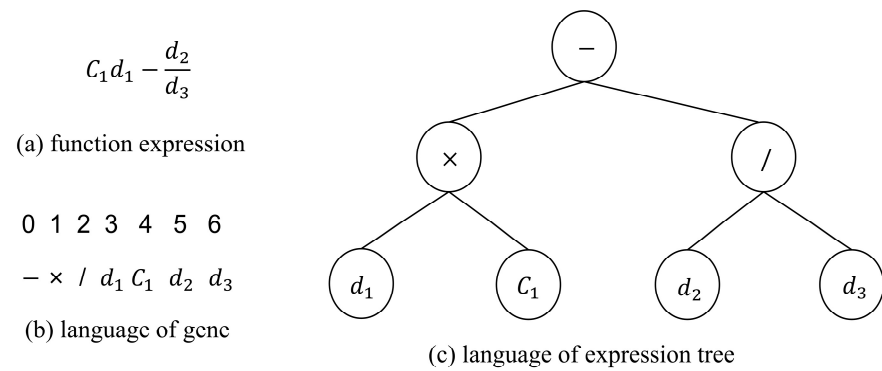 C₁d₁ − d₂/d₃
(a) function expression
0 1 2 3 4 5 6
− × / d₁ C₁ d₂ d₃
(b) languagc of gcnc
−
× /
d₁ C₁ d₂ d₃
(c) language of expression tree